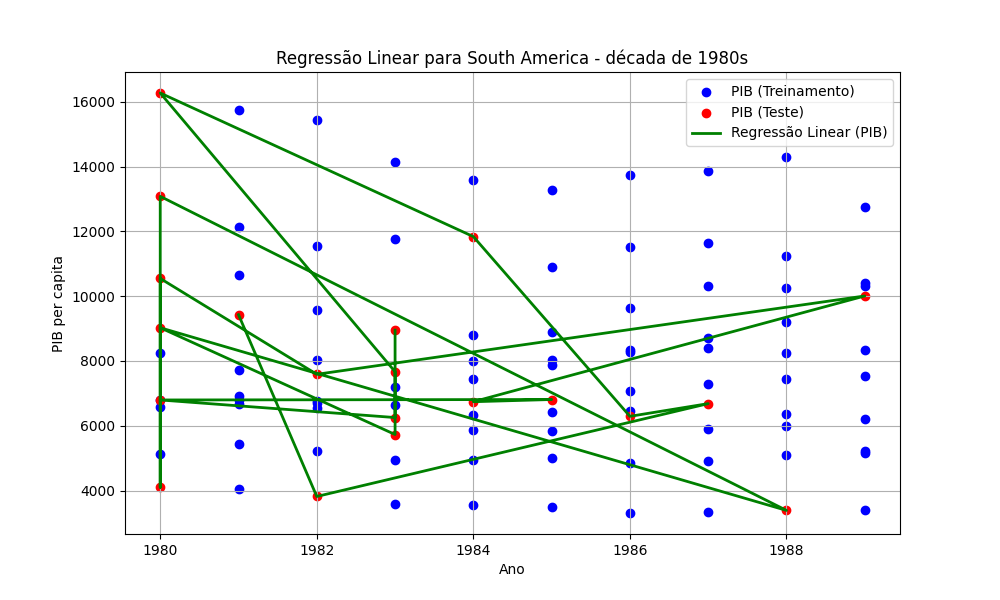 Regressão Linear para South America - década de 1980s
PIB per capita
16000
14000
12000
10000
8000
6000
4000
PIB (Treinamento)
PIB (Teste)
Regressão Linear (PIB)
1980 1982 1984 1986 1988
Ano